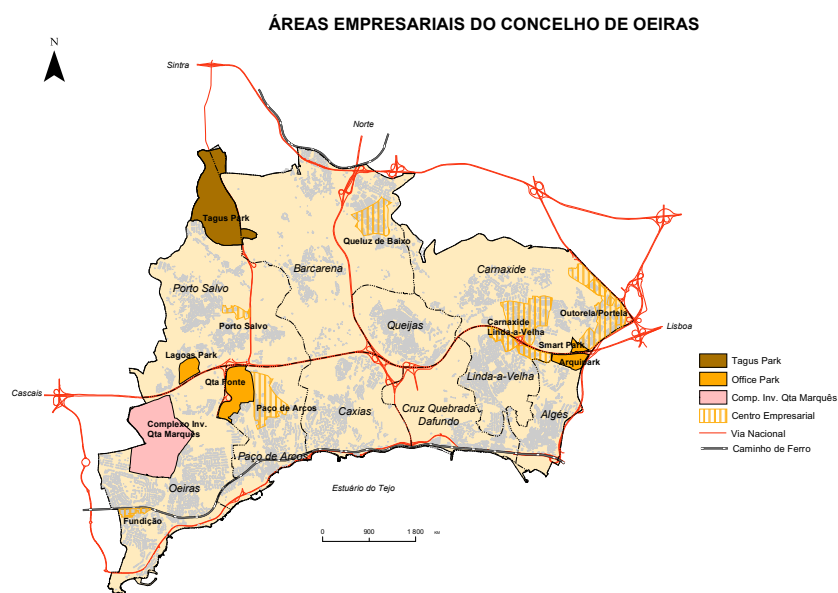 ÁREAS EMPRESARIAIS DO CONCELHO DE OEIRAS
N
Sintra
Norte
Tagus Park
Queluz de Baixo
Barcarena
Carnaxide
Porto Salvo
Outorela/Portela
Porto Salvo
Queijas
Carnaxide
Linda-a-Velha
Lisboa
Smart Park
Lagoas Park
Arquipark
Qta Fonte
Linda-a-Velha
Cascais
Paço de Arcos
Caxias
Cruz Quebrada
Dafundo
Algés
Complexo Inv.
Qta Marquês
Paço de Arcos
Oeiras
Estuário do Tejo
Fundição
0 900 1 800 KM
Tagus Park
Office Park
Comp. Inv. Qta Marquês
Centro Empresarial
Via Nacional
Caminho de Ferro